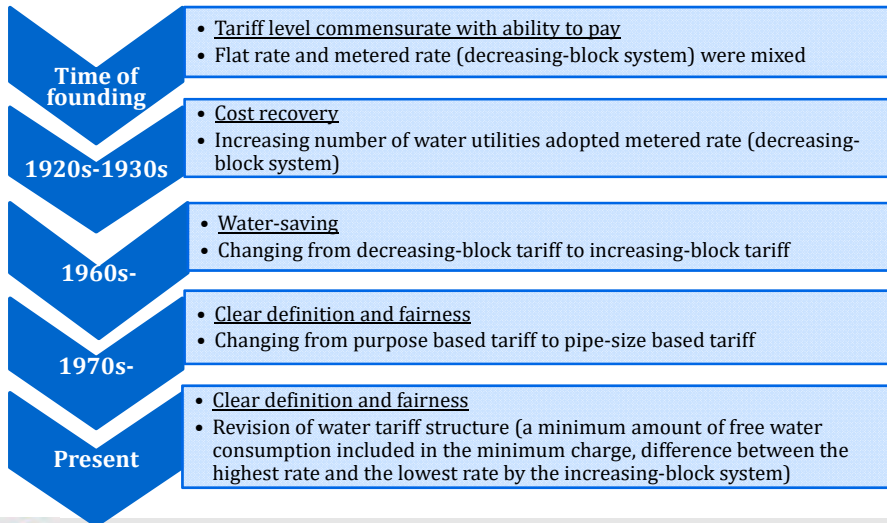 Time of
founding
• Tariff level commensurate with ability to pay
• Flat rate and metered rate (decreasing-block system) were mixed
1920s-1930s
• Cost recovery
• Increasing number of water utilities adopted metered rate (decreasing-
block system)
1960s-
• Water-saving
• Changing from decreasing-block tariff to increasing-block tariff
1970s-
• Clear definition and fairness
• Changing from purpose based tariff to pipe-size based tariff
Present
• Clear definition and fairness
• Revision of water tariff structure (a minimum amount of free water
consumption included in the minimum charge, difference between the
highest rate and the lowest rate by the increasing-block system)